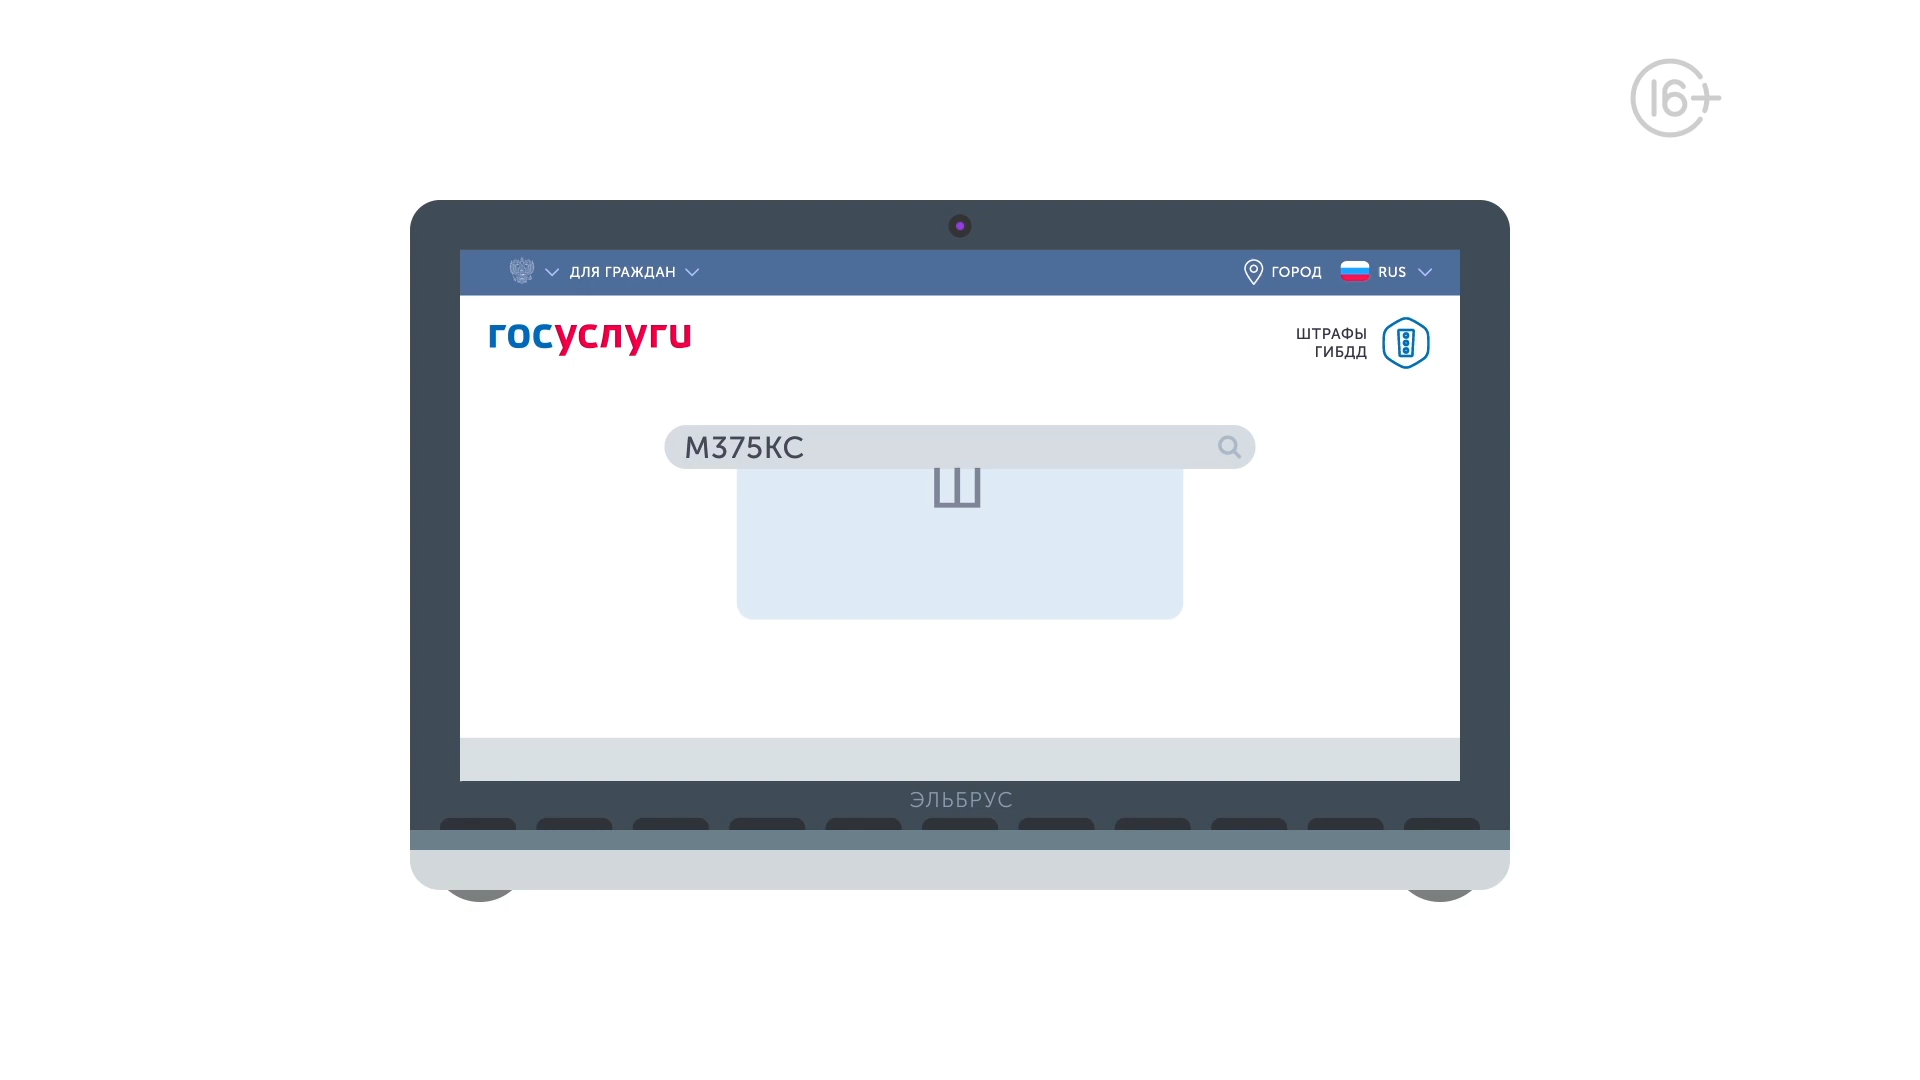 16+
ДЛЯ ГРАЖДАН
ГОРОД
RUS
госуслуги
ШТРАФЫ
ГИБДД
М375КС
Ш
ЭЛЬБРУС